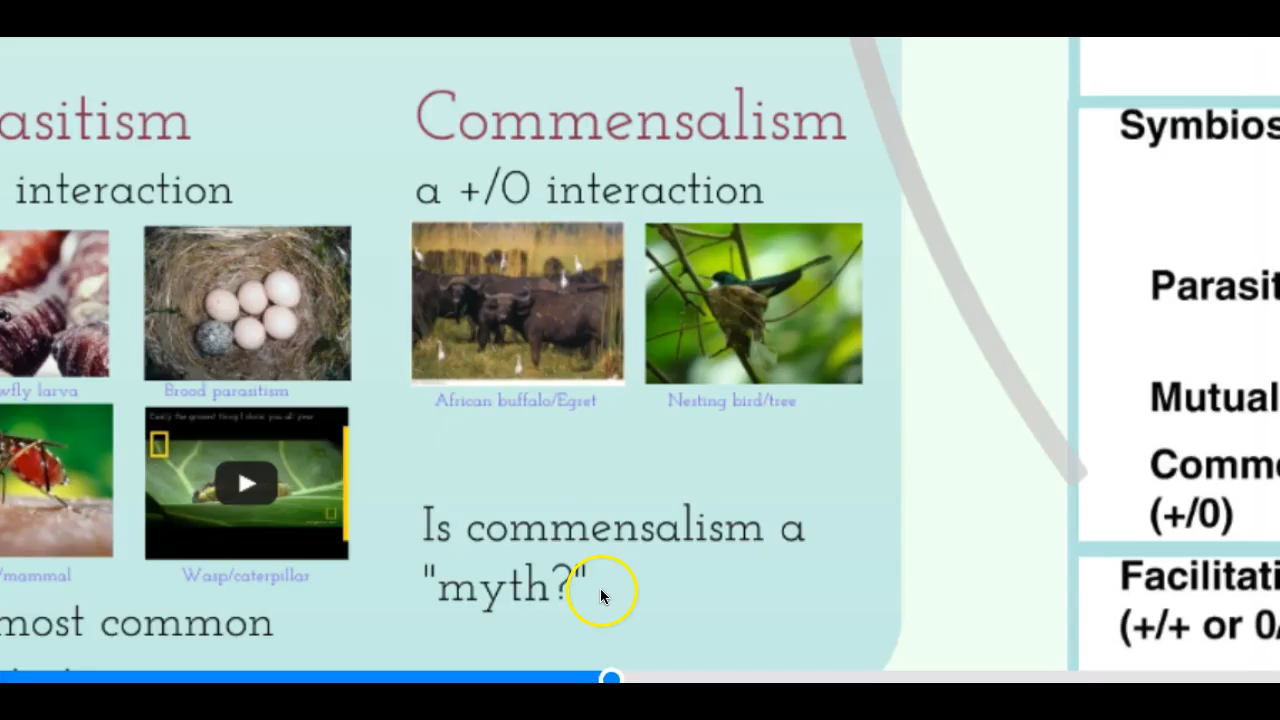 asitism
interaction
wfly larva
Brood parasitism
/mammal
Wasp/caterpillar
most common
Commensalism
a +/0 interaction
African buffalo/Egret
Nesting bird/tree
Is commensalism a
"myth?"
Symbios
Parasit
Mutual
Comme
(+/0)
Facilitati
(+/+ or 0/